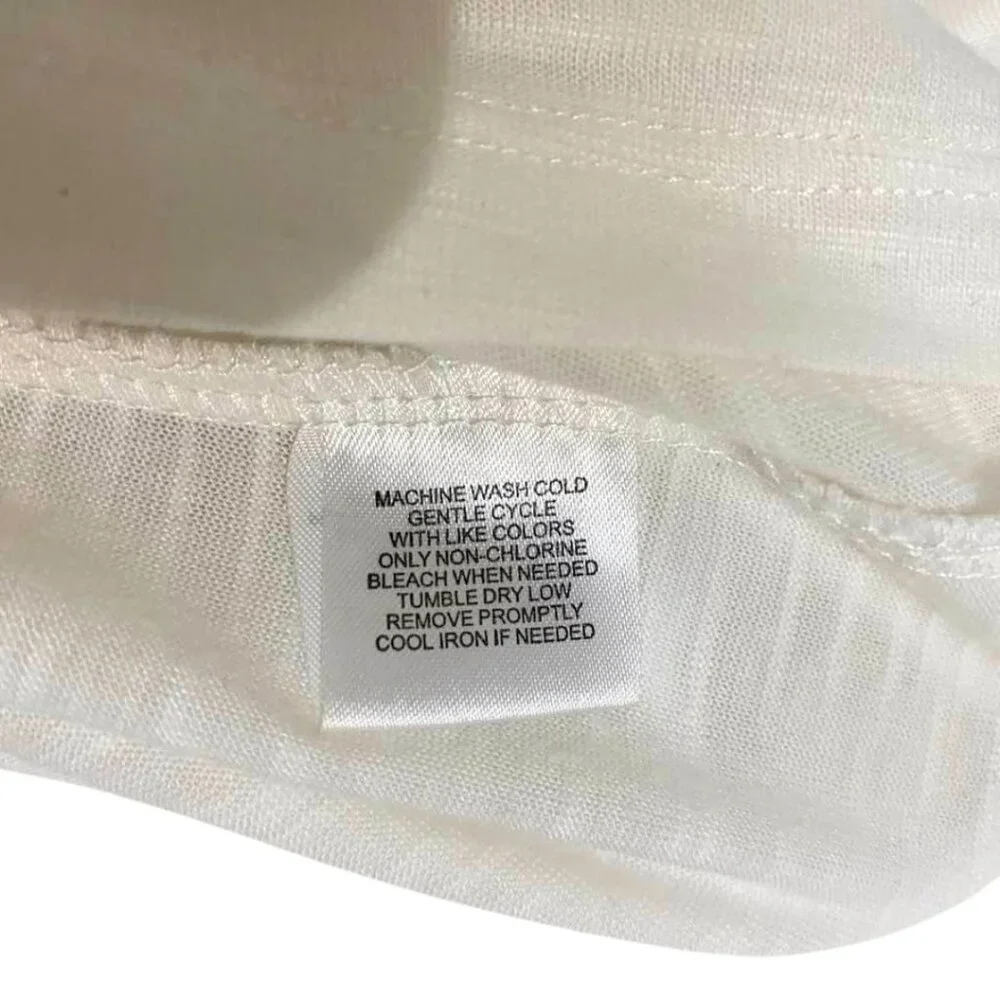 MACHINE WASH COLD
GENTLE CYCLE
WITH LIKE COLORS
ONLY NON-CHLORINE
BLEACH WHEN NEEDED
TUMBLE DRY LOW
REMOVE PROMPTLY
COOL IRON IF NEEDED